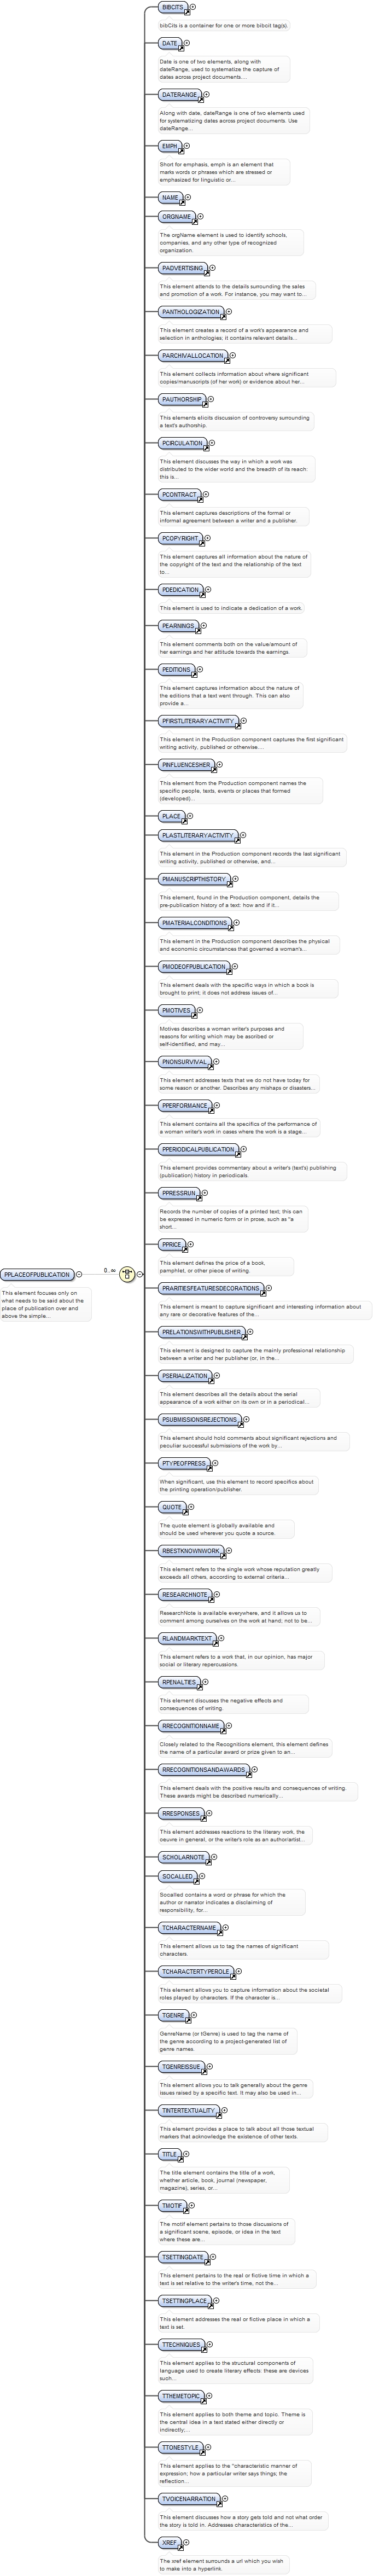 BIBCITS
bibCits is a container for one or more bibcit tag(s).
DATE
Date is one of two elements, along with
dateRange, used to systematize the capture of
dates across project documents....
DATERANGE
Along with date, dateRange is one of two elements used
for systematizing dates across project documents. Use
dateRange...
EMPH
Short for emphasis, emph is an element that
marks words or phrases which are stressed or
emphasized for linguistic or...
NAME
ORGNAME
The orgName element is used to identify schools,
companies, and any other type of recognized
organization.
PADVERTISING
This element attends to the details surrounding the sales
and promotion of a work. For instance, you may want to...
PANTHOLOGIZATION
This element creates a record of a work's appearance and
selection in anthologies; it contains relevant details...
PARCHIVALLOCATION
This element collects information about where significant
copies/manuscripts (of her work) or evidence about her...
PAUTHORSHIP
This elements elicits discussion of controversy surrounding
a text's authorship.
PCIRCULATION
This element discusses the way in which a work was
distributed to the wider world and the breadth of its reach:
this is...
PCONTRACT
This element captures descriptions of the formal or
informal agreement between a writer and a publisher.
PCOPYRIGHT
This element captures all information about the nature of
the copyright of the text and the relationship of the text
to...
PDEDICATION
This element is used to indicate a dedication of a work.
PEARNINGS
This element comments both on the value/amount of
her earnings and her attitude towards the earnings.
PEDITIONS
This element captures information about the nature of
the editions that a text went through. This can also
provide a...
PFIRSTLITERARYACTIVITY
This element in the Production component captures the first significant
writing activity, published or otherwise....
PINFLUENCESHER
This element from the Production component names the
specific people, texts, events or places that formed
(developed)...
PLACE
PLASTLITERARYACTIVITY
This element in the Production component records the last significant
writing activity, published or otherwise, and...
PMANUSCRIPTHISTORY
This element, found in the Production component, details the
pre-publication history of a text: how and if it...
PMATERIALCONDITIONS
This element in the Production component describes the physical
and economic circumstances that governed a woman's...
PMODEOFPUBLICATION
This element deals with the specific ways in which a book is
brought to print; it does not address issues of...
PMOTIVES
Motives describes a woman writer's purposes and
reasons for writing which may be ascribed or
self-identified, and may...
PNONSURVIVAL
This element addresses texts that we do not have today for
some reason or another. Describes any mishaps or disasters...
PPERFORMANCE
This element contains all the specifics of the performance of
a woman writer's work in cases where the work is a stage...
PPERIODICALPUBLICATION
This element provides commentary about a writer's (text's) publishing
(publication) history in periodicals.
PPRESSRUN
Records the number of copies of a printed text; this can
be expressed in numeric form or in prose, such as "a
short...
PPRICE
This element defines the price of a book,
pamphlet, or other piece of writing.
PPLACEOFPUBLICATION
0..∞
This element focuses only on
what needs to be said about the
place of publication over and
above the simple...
PRARITIESFEATURESDECORATIONS
This element is meant to capture significant and interesting information about
any rare or decorative features of the...
PRELATIONSWITHPUBLISHER
This element is designed to capture the mainly professional relationship
between a writer and her publisher (or, in the...
PSERIALIZATION
This element describes all the details about the serial
appearance of a work either on its own or in a periodical...
PSUBMISSIONSREJECTIONS
This element should hold comments about significant rejections and
peculiar successful submissions of the work by...
PTYPEOFPRESS
When significant, use this element to record specifics about
the printing operation/publisher.
QUOTE
The quote element is globally available and
should be used wherever you quote a source.
RBESTKNOWNWORK
This element refers to the single work whose reputation greatly
exceeds all others, according to external criteria...
RESEARCHNOTE
ResearchNote is available everywhere, and it allows us to
comment among ourselves on the work at hand; not to be...
RLANDMARKTEXT
This element refers to a work that, in our opinion, has major
social or literary repercussions.
RPENALTIES
This element discusses the negative effects and
consequences of writing.
RRECOGNITIONNAME
Closely related to the Recognitions element, this element defines
the name of a particular award or prize given to an...
RRECOGNITIONSANDAWARDS
This element deals with the positive results and consequences of writing.
These awards might be described numerically...
RRESPONSES
This element addresses reactions to the literary work, the
oeuvre in general, or the writer's role as an author/artist...
SCHOLARNOTE
SOCALLED
Socalled contains a word or phrase for which the
author or narrator indicates a disclaiming of
responsibility, for...
TCHARACTERNAME
This element allows us to tag the names of significant
characters.
TCHARACTERTYPEROLE
This element allows you to capture information about the societal
roles played by characters. If the character is...
TGENRE
GenreName (or tGenre) is used to tag the name of
the genre according to a project-generated list of
genre names.
TGENREISSUE
This element allows you to talk generally about the genre
issues raised by a specific text. It may also be used in...
TINTERTEXTUALITY
This element provides a place to talk about all those textual
markers that acknowledge the existence of other texts.
TITLE
The title element contains the title of a work,
whether article, book, journal (newspaper,
magazine), series, or...
TMOTIF
The motif element pertains to those discussions of
a significant scene, episode, or idea in the text
where these are...
TSETTINGDATE
This element pertains to the real or fictive time in which a
text is set relative to the writer's time, not the...
TSETTINGPLACE
This element addresses the real or fictive place in which a
text is set.
TTECHNIQUES
This element applies to the structural components of
language used to create literary effects: these are devices
such...
TTHEMETOPIC
This element applies to both theme and topic. Theme is
the central idea in a text stated either directly or
indirectly,...
TTONESTYLE
This element applies to the "characteristic manner of
expression; how a particular writer says things; the
reflection...
TVOICENARRATION
This element discusses how a story gets told and not what order
the story is told in. Addresses characteristics of the...
XREF
The xref element surrounds a url which you wish
to make into a hyperlink.